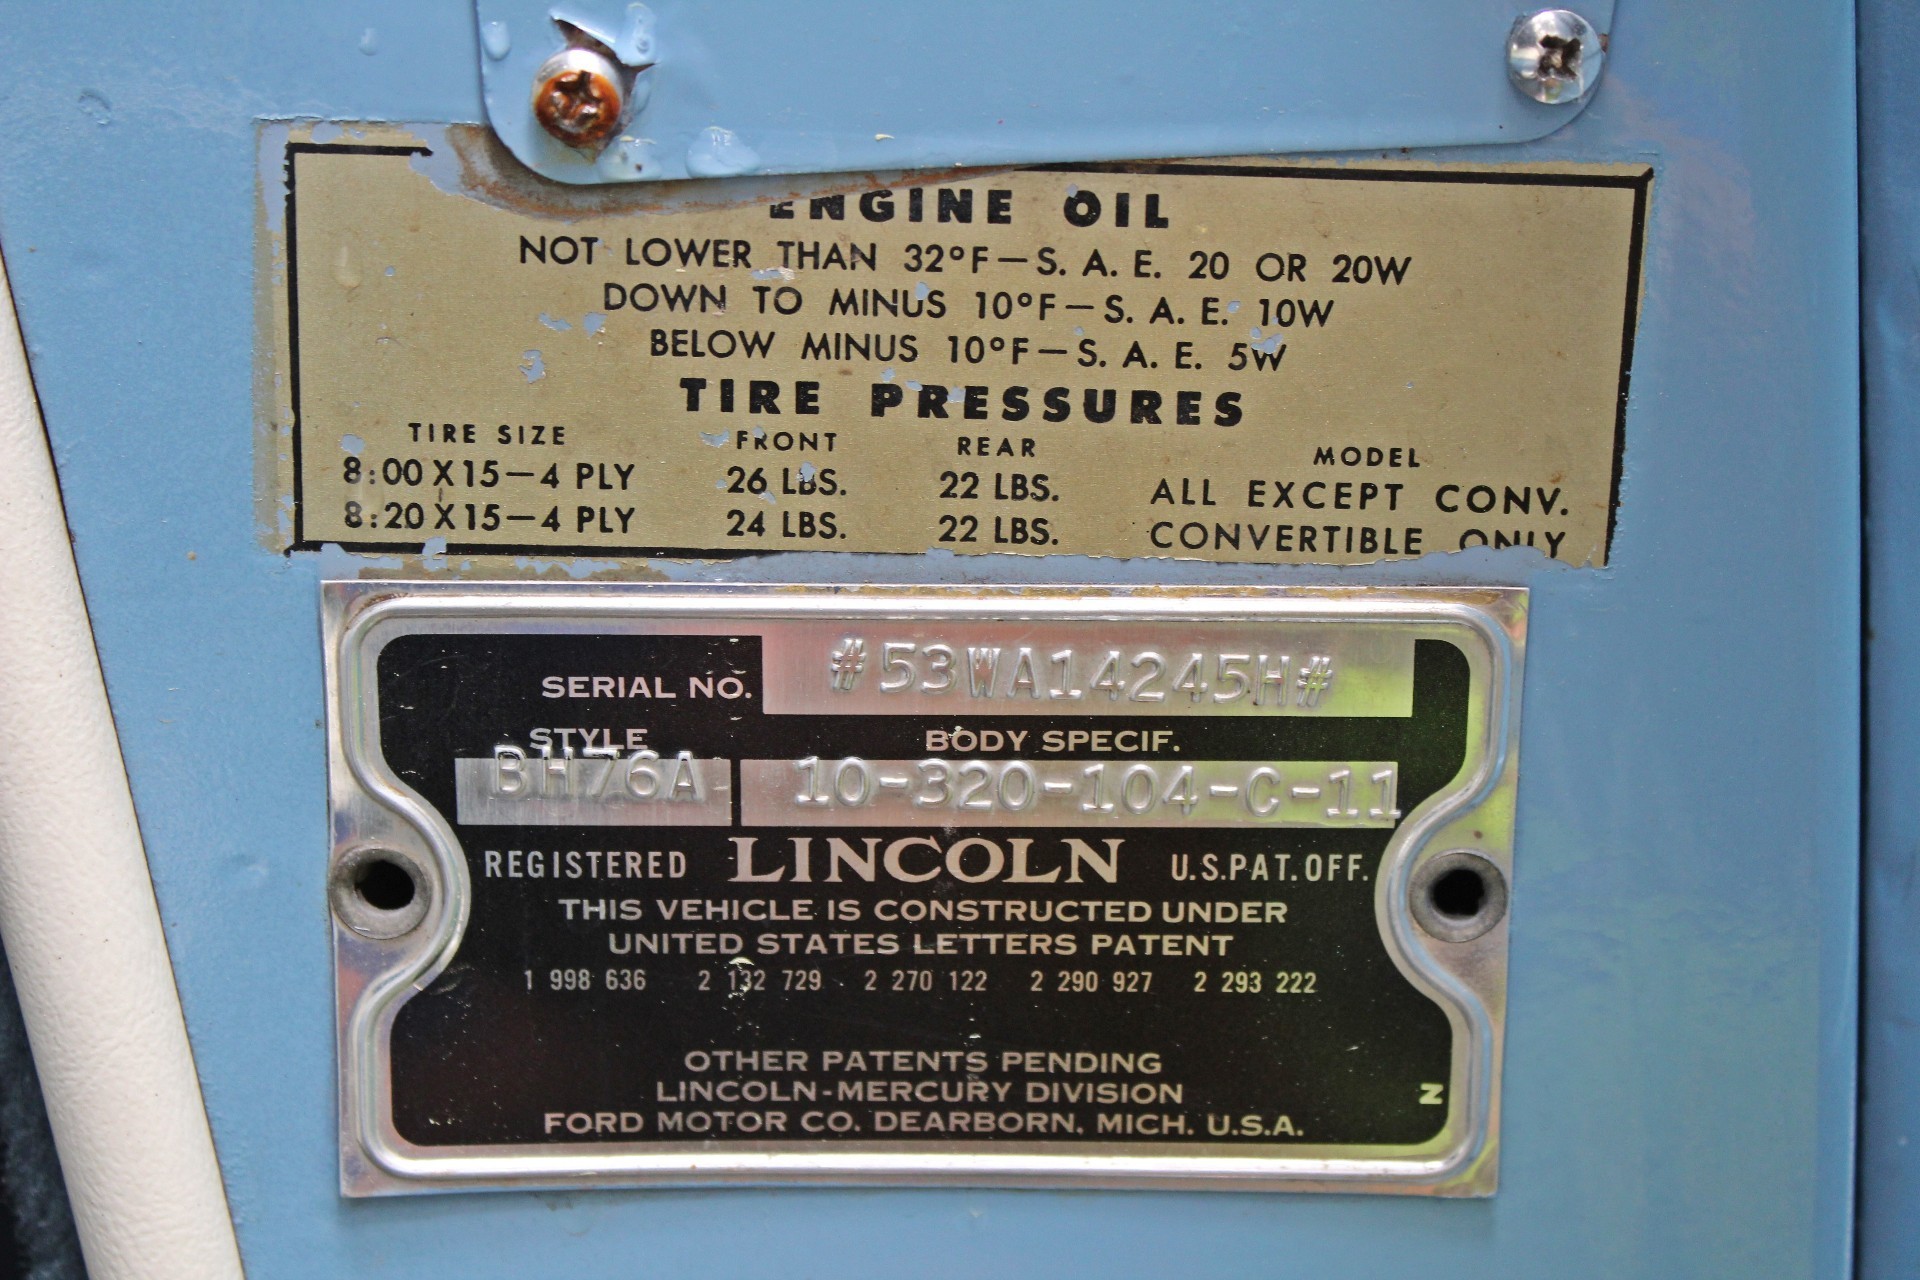 ENGINE OIL
NOT LOWER THAN 32°F—S. A. E. 20 OR 20W
DOWN TO MINUS 10°F—S. A. E. 10W
BELOW MINUS 10°F—S. A. E. 5W
TIRE PRESSURES
TIRE SIZE FRONT REAR MODEL
8:00 X 15—4 PLY 26 LBS. 22 LBS. ALL EXCEPT CONV.
8:20 X 15—4 PLY 24 LBS. 22 LBS. CONVERTIBLE ONLY
SERIAL NO. #53WA14245H#
STYLE BODY SPECIF.
BH76A 10-320-104-C-11
REGISTERED LINCOLN U.S.PAT.OFF.
THIS VEHICLE IS CONSTRUCTED UNDER
UNITED STATES LETTERS PATENT
1 998 636 2 132 729 2 270 122 2 290 927 2 293 222
OTHER PATENTS PENDING
LINCOLN-MERCURY DIVISION
FORD MOTOR CO. DEARBORN, MICH. U.S.A.
Z